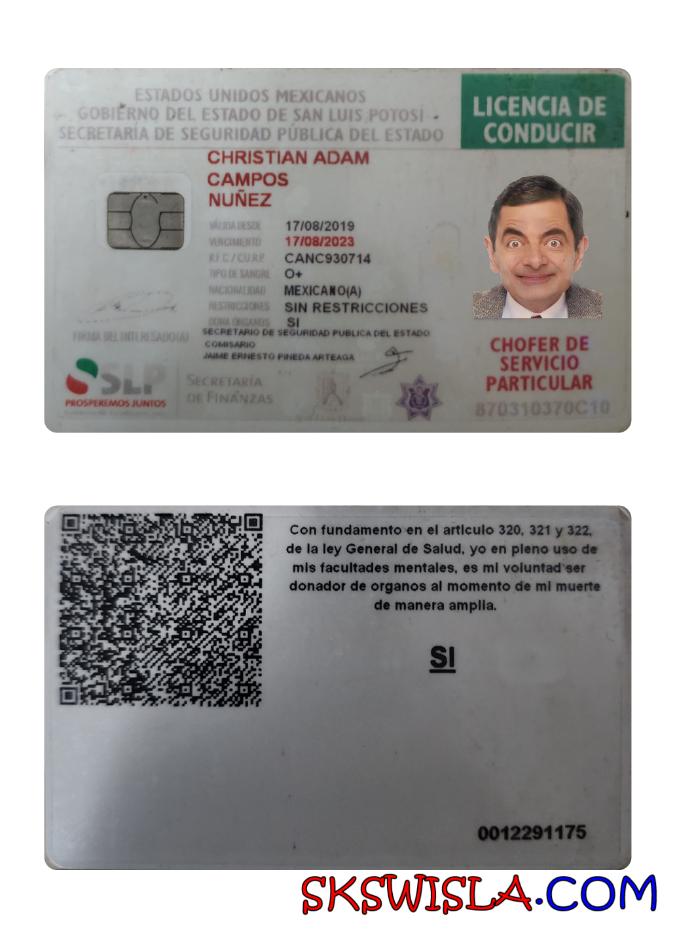 ESTADOS UNIDOS MEXICANOS
GOBIERNO DEL ESTADO DE SAN LUIS POTOSÍ
SECRETARÍA DE SEGURIDAD PÚBLICA DEL ESTADO
LICENCIA DE
CONDUCIR
CHRISTIAN ADAM
CAMPOS
NUÑEZ
VÁLIDA DESDE 17/08/2019
VENCIMIENTO 17/08/2023
R.F.C./C.U.R.P. CANC930714
TIPO DE SANGRE O+
NACIONALIDAD MEXICANO(A)
RESTRICCIONES SIN RESTRICCIONES
DONA ÓRGANOS SI
FIRMA DEL INTERESADO(A)
SECRETARIO DE SEGURIDAD PUBLICA DEL ESTADO
COMISARIO
JAIME ERNESTO PINEDA ARTEAGA
CHOFER DE
SERVICIO
PARTICULAR
870310370C10
SLP
PROSPEREMOS JUNTOS
SECRETARÍA
DE FINANZAS
Con fundamento en el articulo 320, 321 y 322,
de la ley General de Salud, yo en pleno uso de
mis facultades mentales, es mi voluntad ser
donador de organos al momento de mi muerte
de manera amplia.
SI
0012291175
SKSWISLA.COM